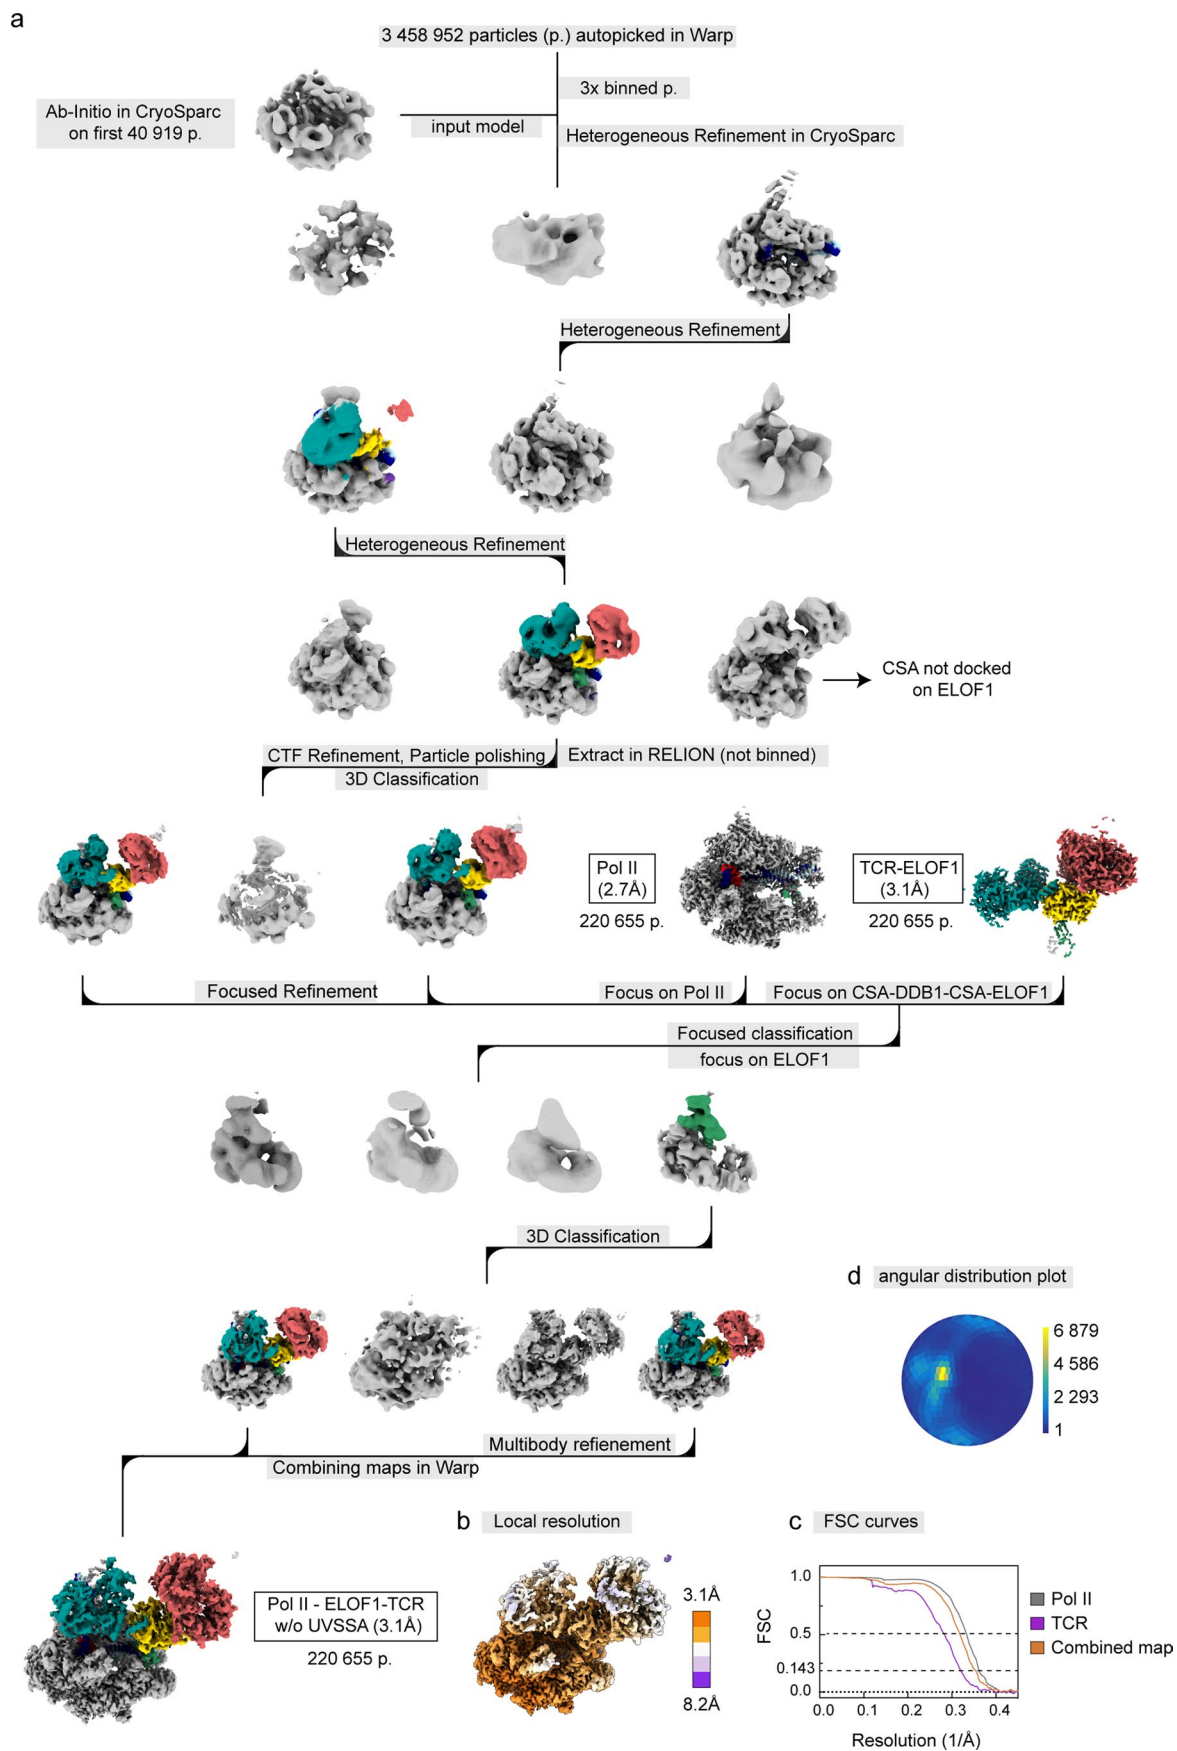 a
3 458 952 particles (p.) autopicked in Warp
3x binned p.
Ab-Initio in CryoSparc
on first 40 919 p.
input model
Heterogeneous Refinement in CryoSparc
Heterogeneous Refinement
Heterogeneous Refinement
CSA not docked
on ELOF1
CTF Refinement, Particle polishing
Extract in RELION (not binned)
3D Classification
Pol II
(2.7Å)
220 655 p.
TCR-ELOF1
(3.1Å)
220 655 p.
Focused Refinement
Focus on Pol II
Focus on CSA-DDB1-CSA-ELOF1
Focused classification
focus on ELOF1
3D Classification
d angular distribution plot
6 879
4 586
2 293
1
Multibody refienement
Combining maps in Warp
Pol II - ELOF1-TCR
w/o UVSSA (3.1Å)
220 655 p.
b Local resolution
3.1Å
8.2Å
c FSC curves
FSC
1.0
0.5
0.143
0.0
0.0 0.1 0.2 0.3 0.4
Resolution (1/Å)
Pol II
TCR
Combined map